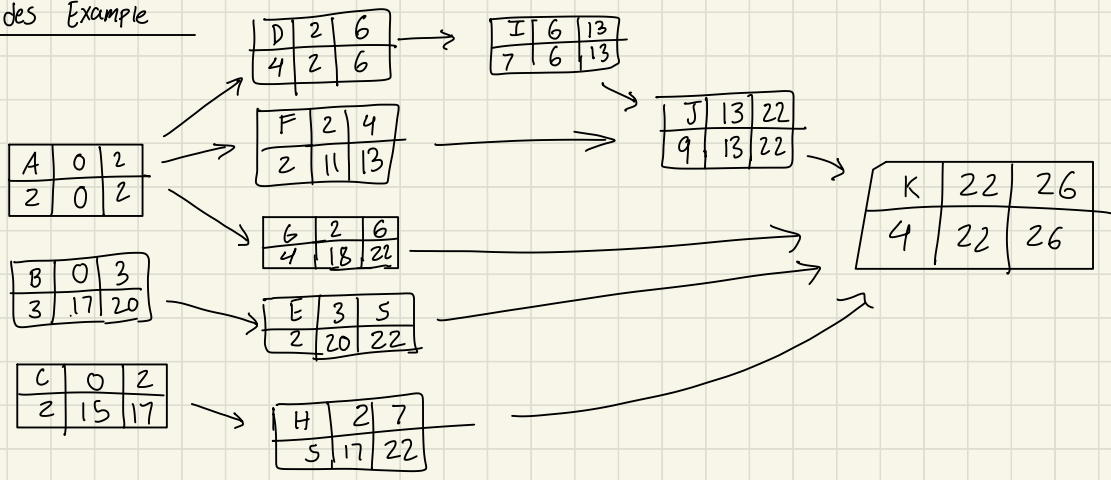 des Example
D 2 6
4 2 6
I 6 13
7 6 13
F 2 4
2 11 13
J 13 22
9 13 22
A 0 2
2 0 2
K 22 26
4 22 26
G 2 6
4 18 22
B 0 3
3 17 20
E 3 5
2 20 22
C 0 2
2 15 17
H 2 7
5 17 22